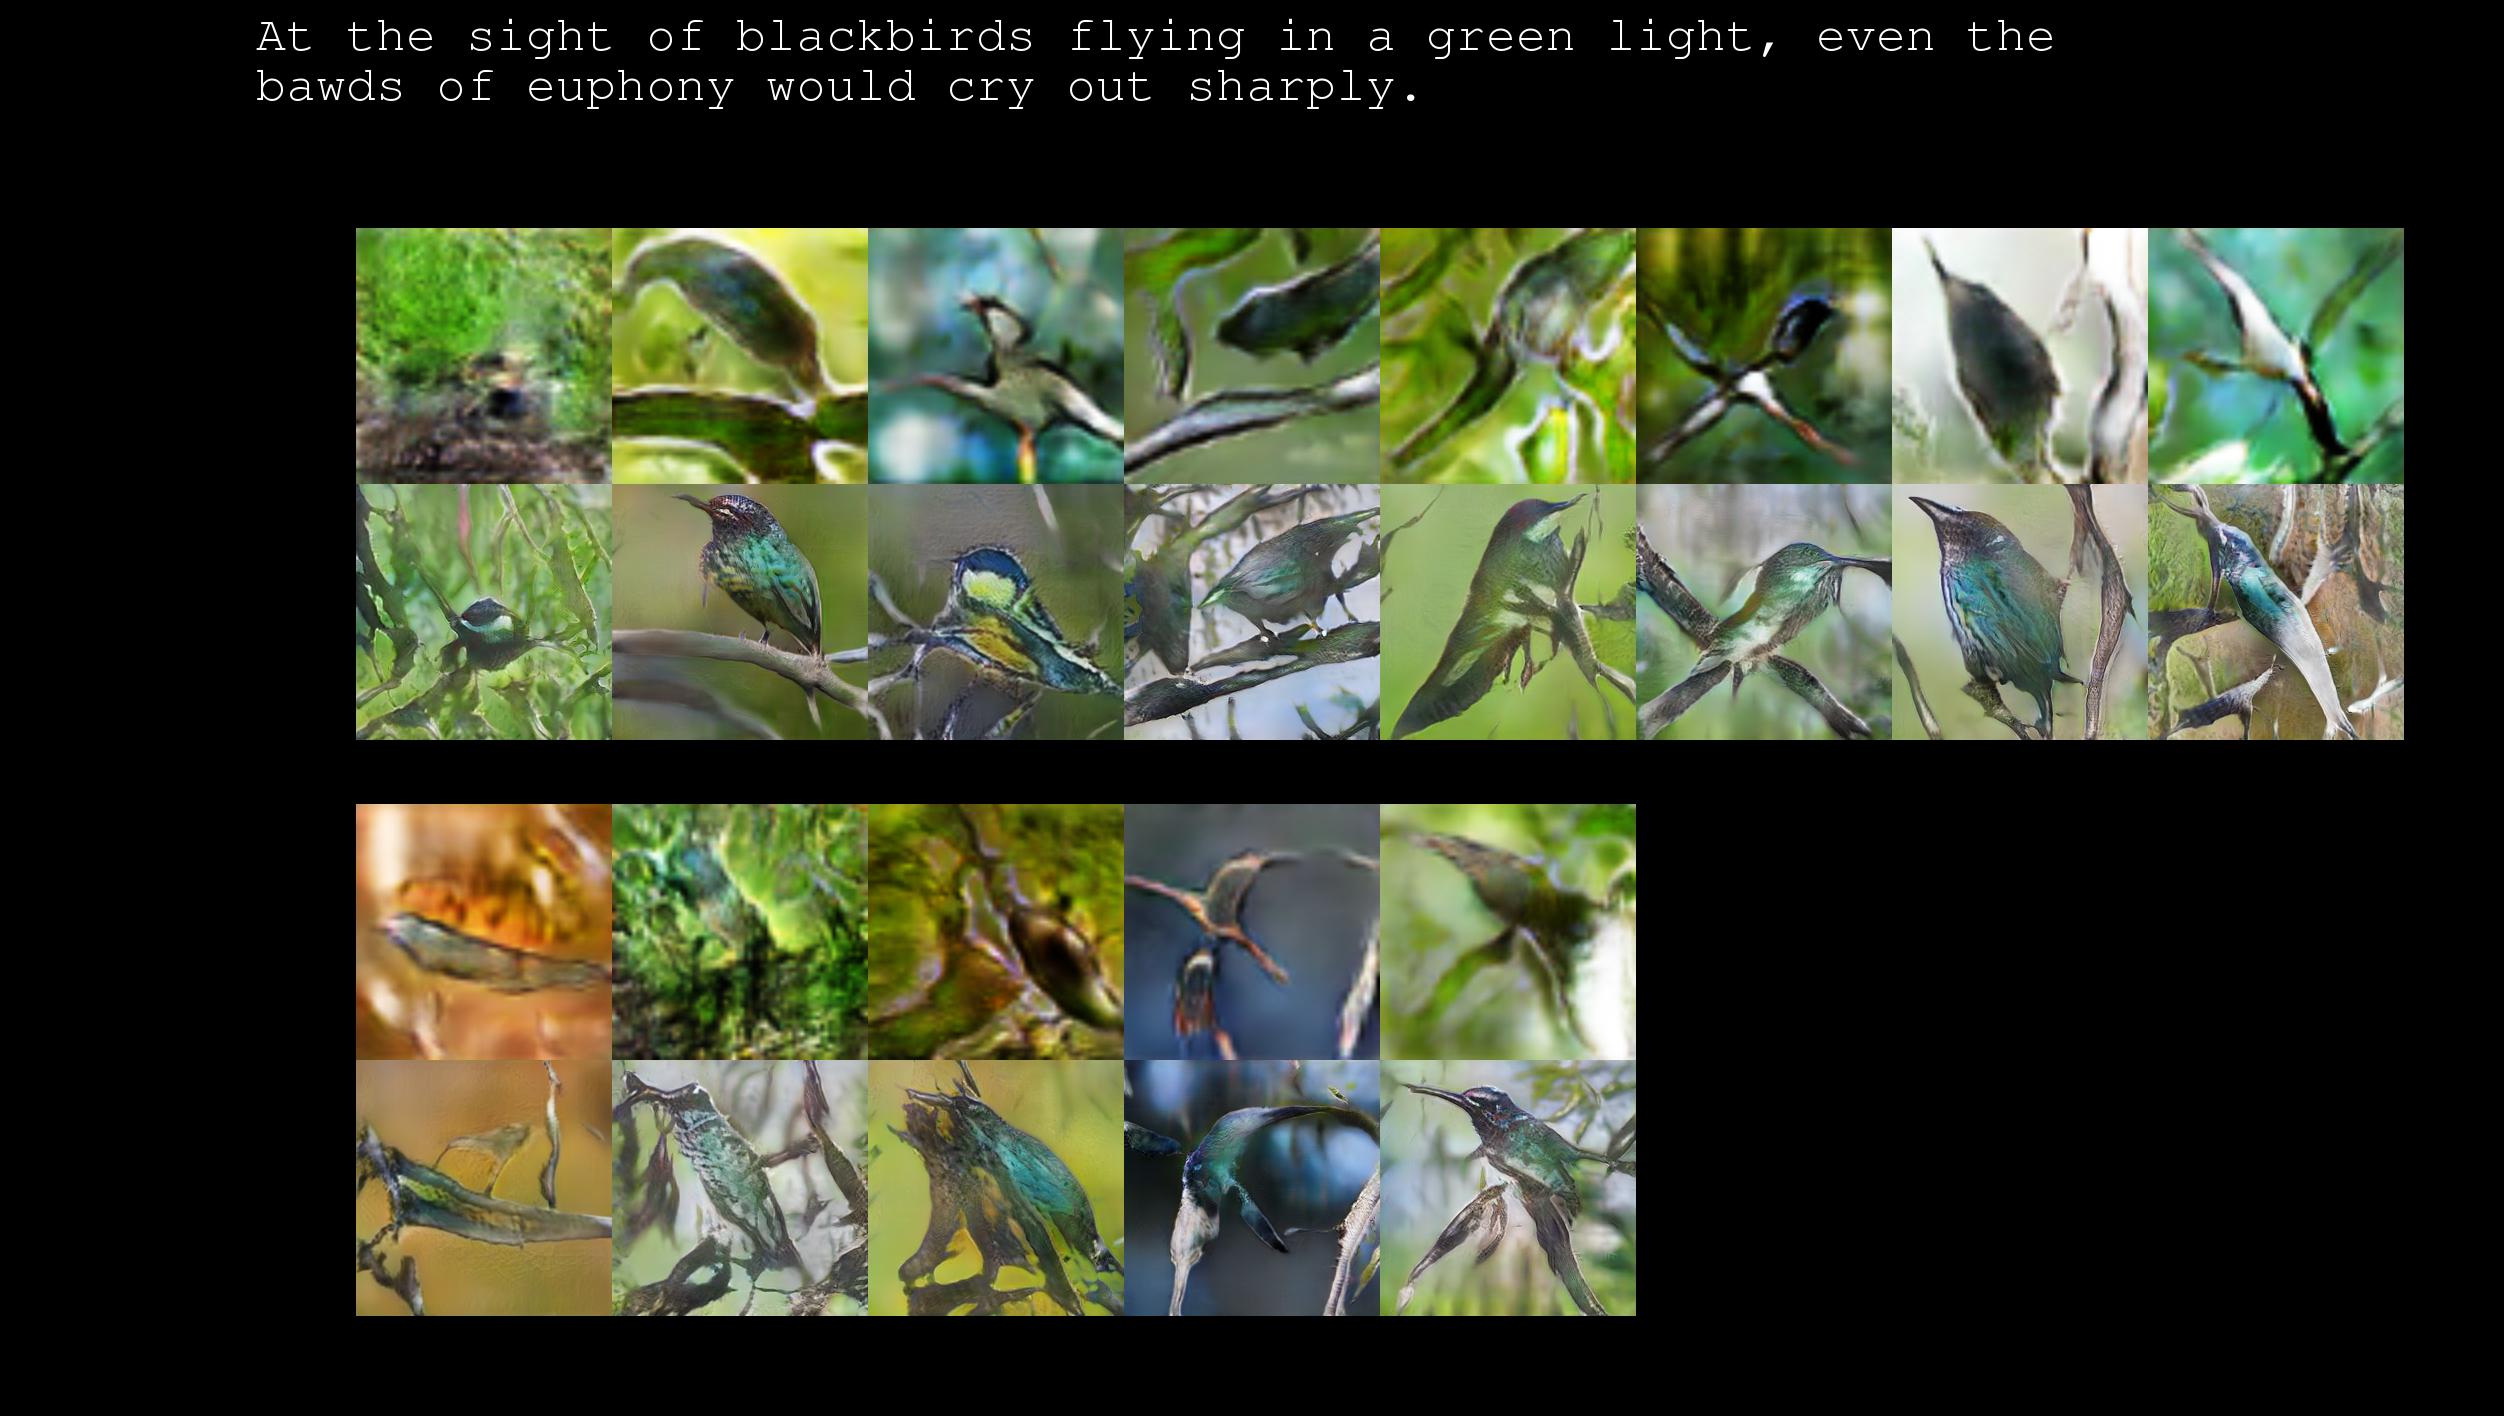 At the sight of blackbirds flying in a green light, even the
bawds of euphony would cry out sharply.